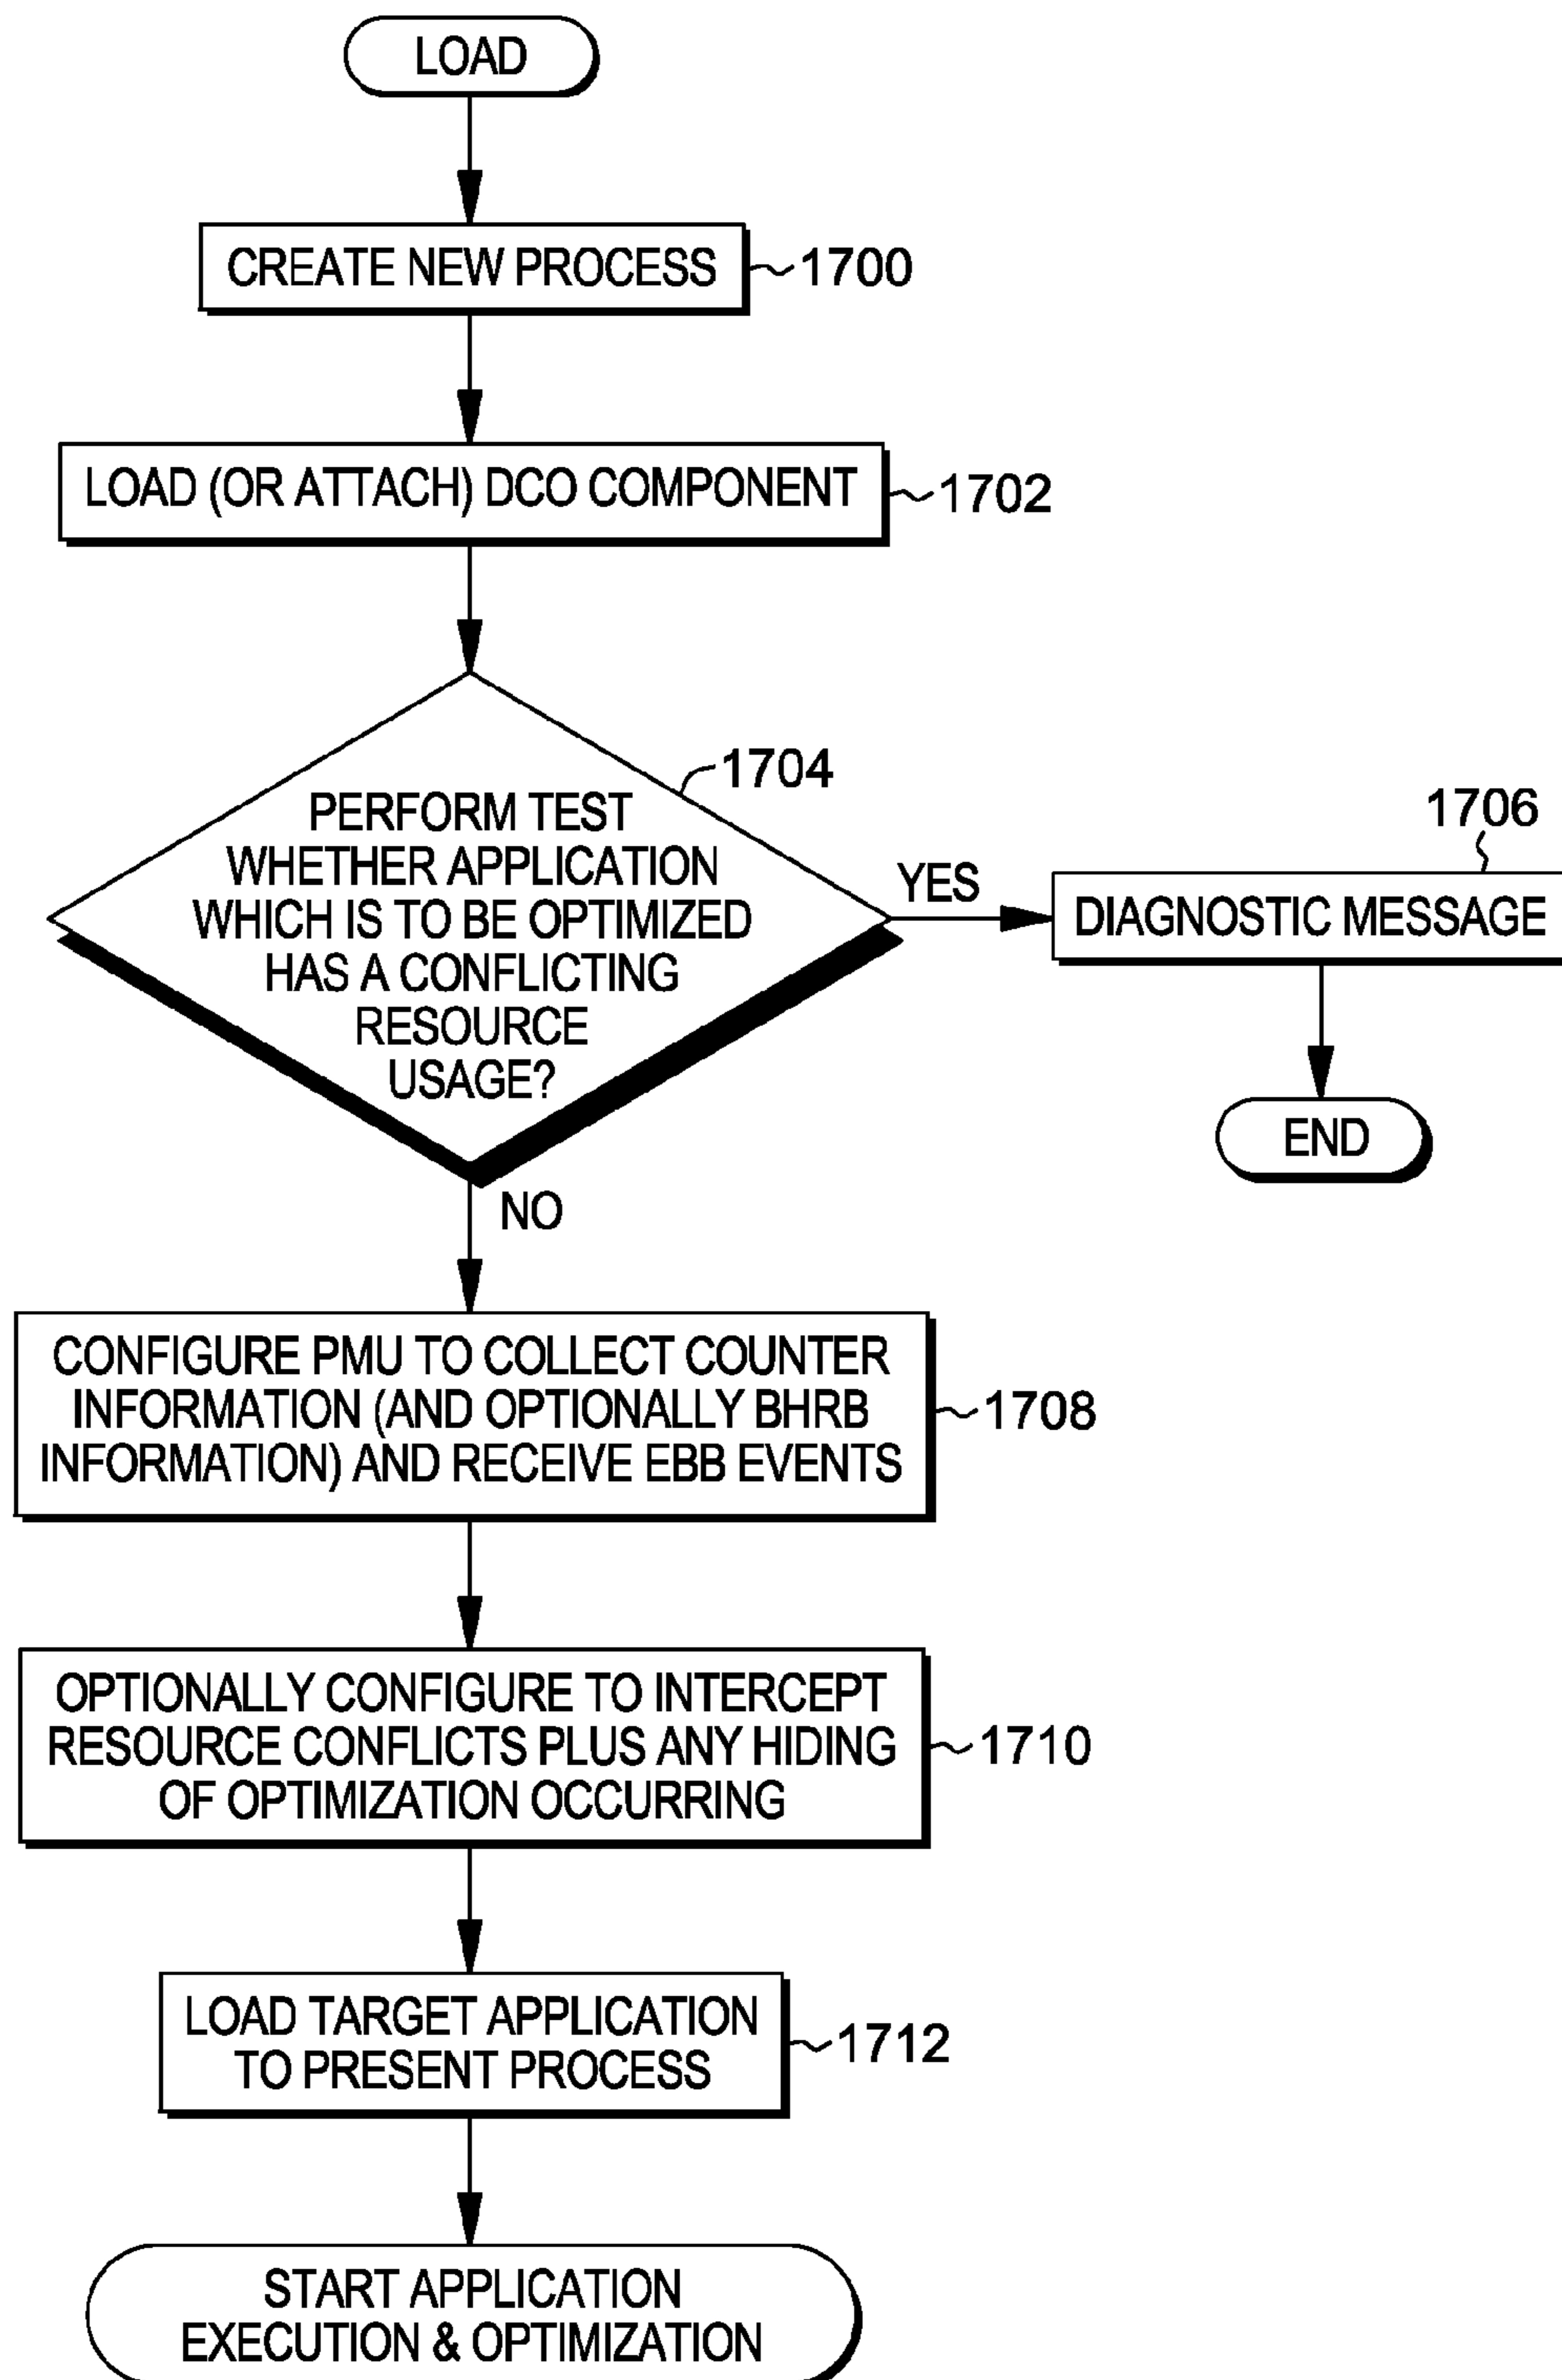 LOAD
CREATE NEW PROCESS
1700
LOAD (OR ATTACH) DCO COMPONENT
1702
1704
PERFORM TEST
WHETHER APPLICATION
WHICH IS TO BE OPTIMIZED
HAS A CONFLICTING
RESOURCE
USAGE?
YES
1706
DIAGNOSTIC MESSAGE
END
NO
CONFIGURE PMU TO COLLECT COUNTER
INFORMATION (AND OPTIONALLY BHRB
INFORMATION) AND RECEIVE EBB EVENTS
1708
OPTIONALLY CONFIGURE TO INTERCEPT
RESOURCE CONFLICTS PLUS ANY HIDING
OF OPTIMIZATION OCCURRING
1710
LOAD TARGET APPLICATION
TO PRESENT PROCESS
1712
START APPLICATION
EXECUTION & OPTIMIZATION